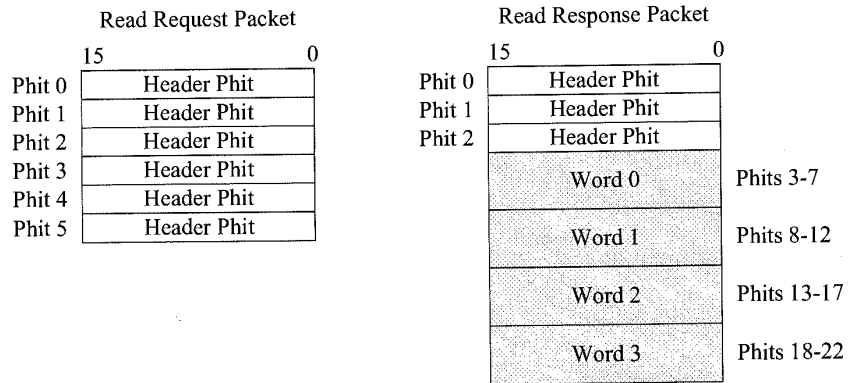 Read Request Packet
15 0
Phit 0 Header Phit
Phit 1 Header Phit
Phit 2 Header Phit
Phit 3 Header Phit
Phit 4 Header Phit
Phit 5 Header Phit
Read Response Packet
15 0
Phit 0 Header Phit
Phit 1 Header Phit
Phit 2 Header Phit
Word 0 Phits 3-7
Word 1 Phits 8-12
Word 2 Phits 13-17
Word 3 Phits 18-22